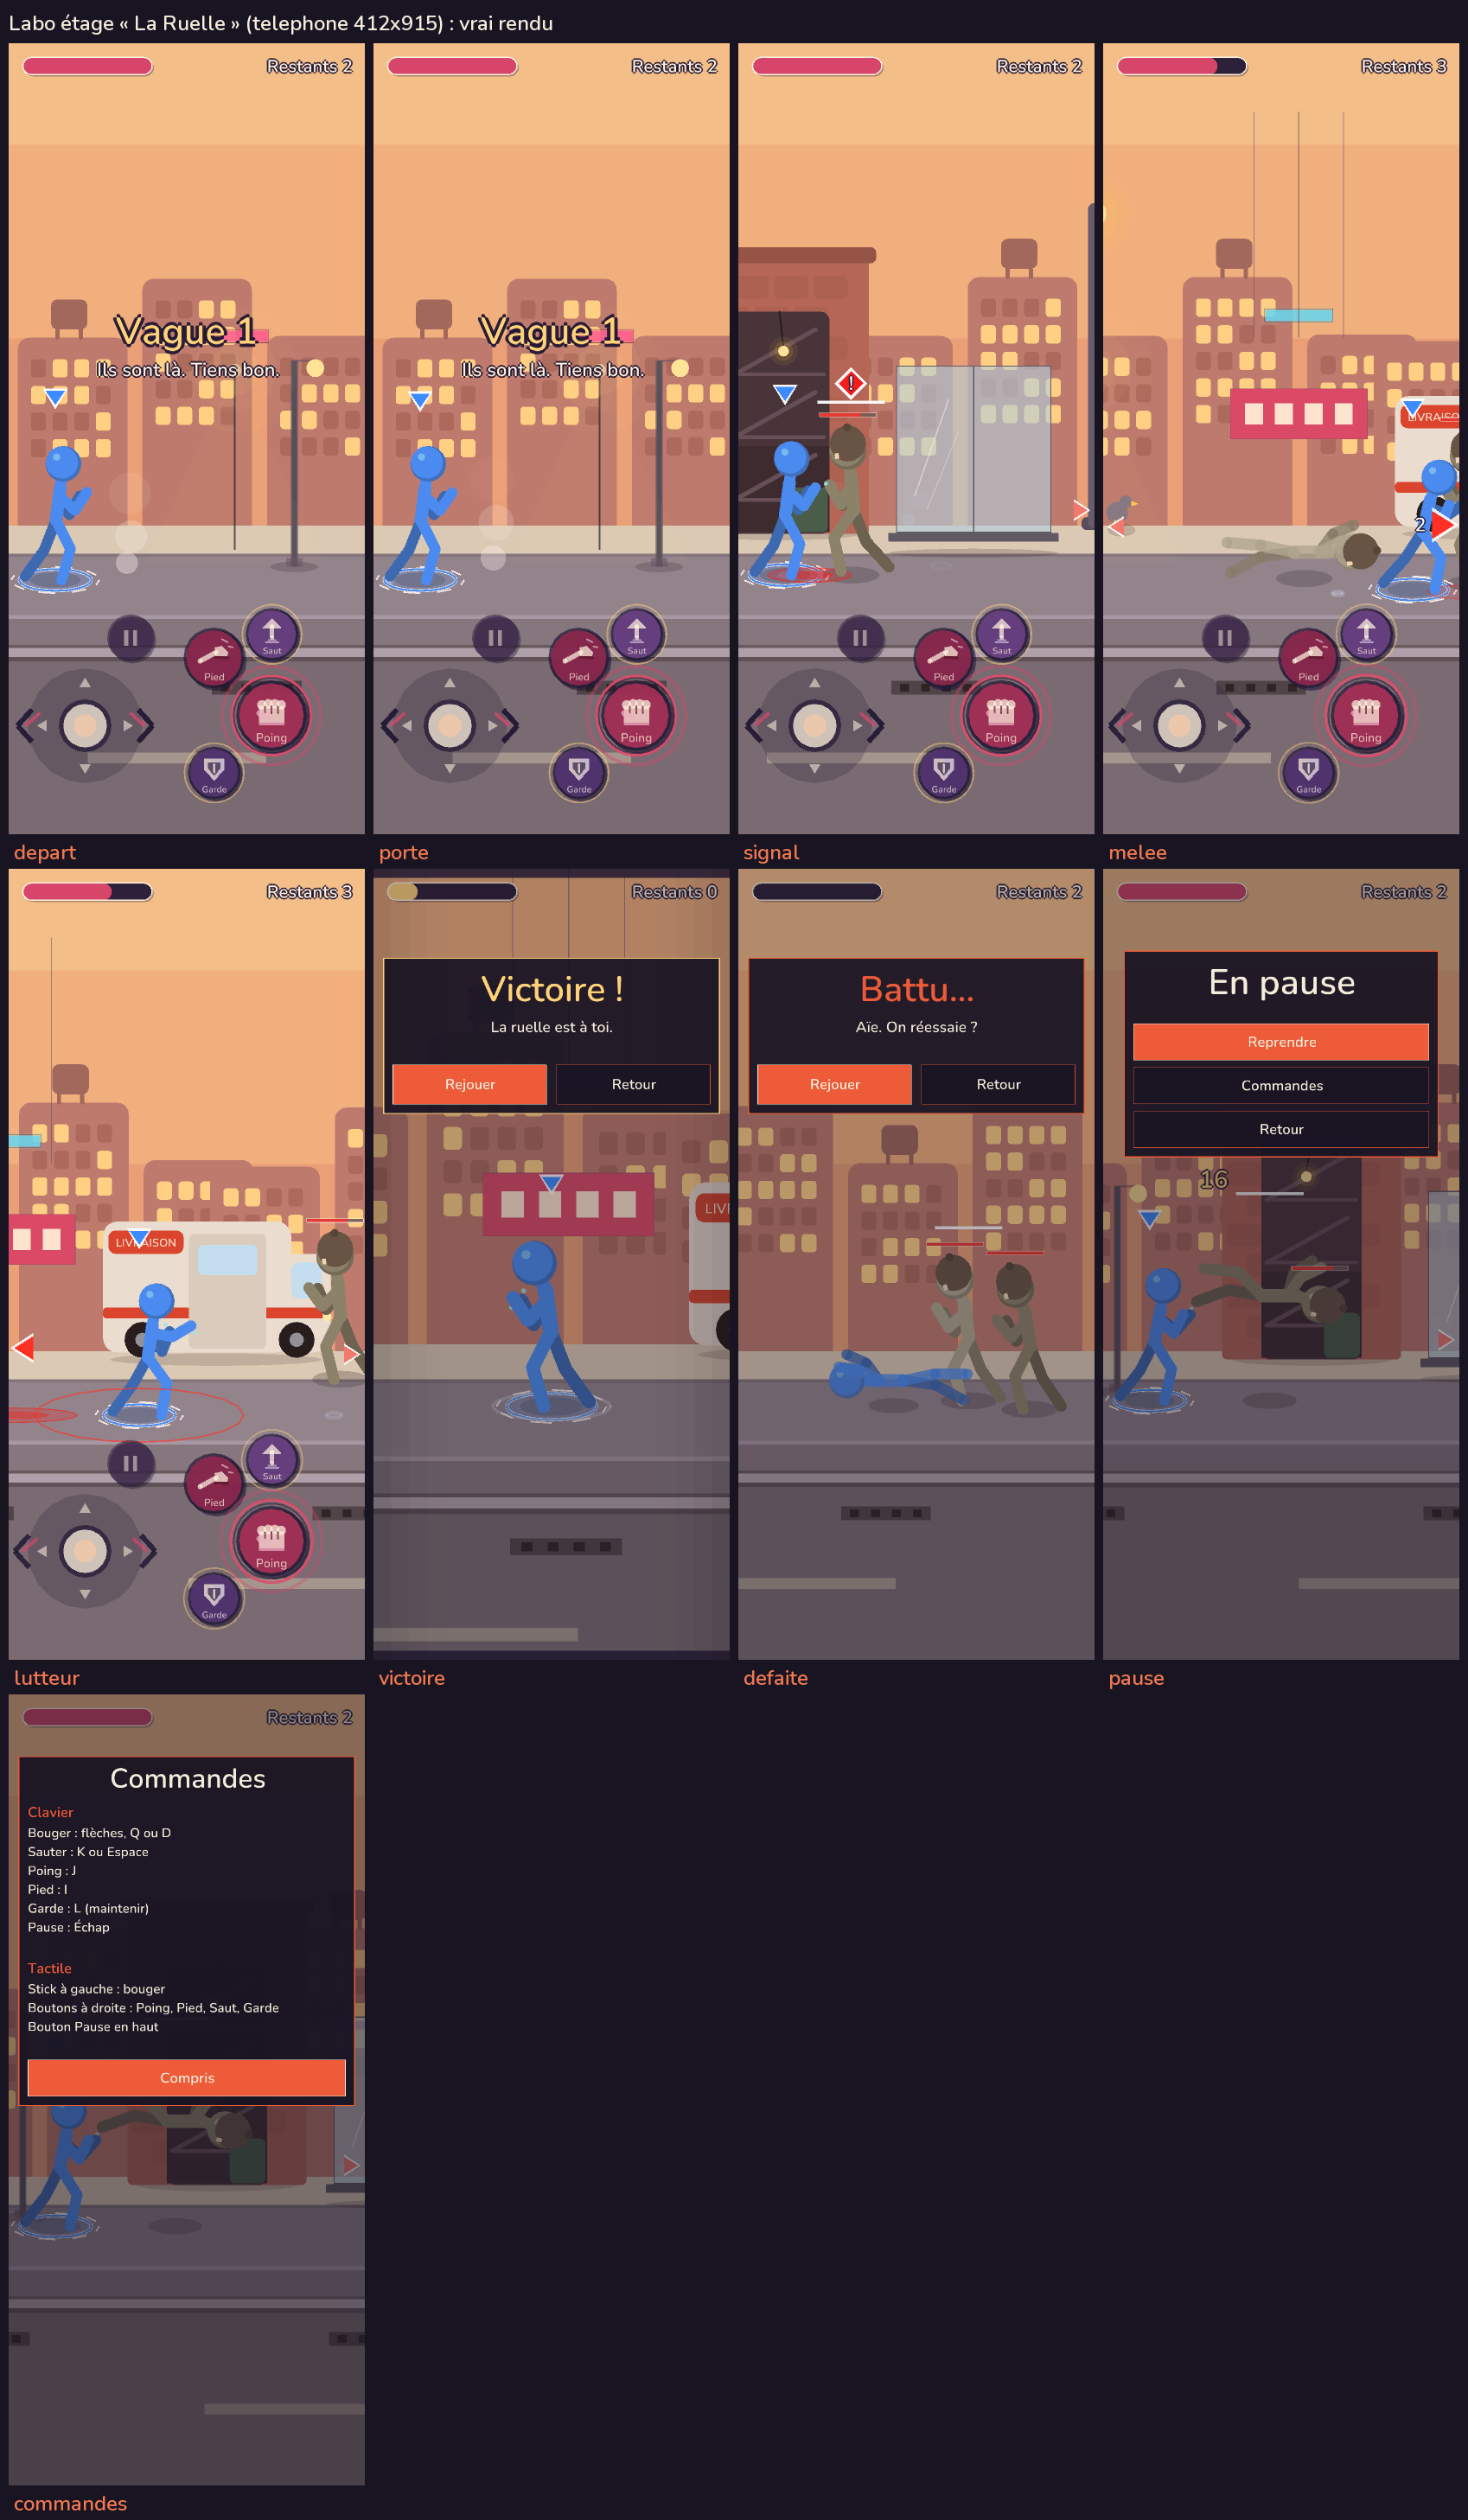 Labo étage « La Ruelle » (telephone 412x915) : vrai rendu
Restants 2
Vague 1
Ils sont là. Tiens bon.
Saut
Pied
Poing
Garde
depart
Restants 2
Vague 1
Ils sont là. Tiens bon.
Saut
Pied
Poing
Garde
porte
Restants 2
!
Saut
Pied
Poing
Garde
signal
Restants 3
LIVRAISO
2
Saut
Pied
Poing
Garde
melee
Restants 3
LIVRAISON
Saut
Pied
Poing
Garde
lutteur
Restants 0
Victoire !
La ruelle est à toi.
Rejouer
Retour
LIV
victoire
Restants 2
Battu...
Aïe. On réessaie ?
Rejouer
Retour
defaite
Restants 2
En pause
Reprendre
Commandes
Retour
16
pause
Restants 2
Commandes
Clavier
Bouger : flèches, Q ou D
Sauter : K ou Espace
Poing : J
Pied : I
Garde : L (maintenir)
Pause : Échap
Tactile
Stick à gauche : bouger
Boutons à droite : Poing, Pied, Saut, Garde
Bouton Pause en haut
Compris
commandes